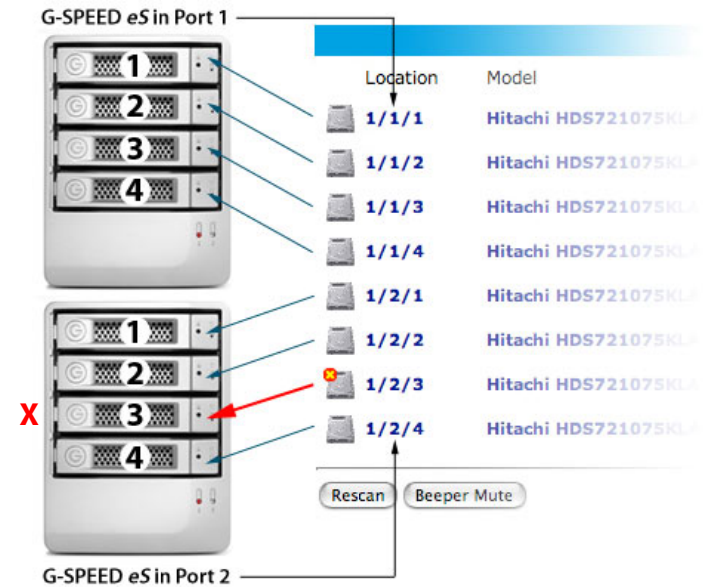 G-SPEED eS in Port 1
1
2
3
4
Location Model
1/1/1 Hitachi HDS721075KLA
1/1/2 Hitachi HDS721075KLA
1/1/3 Hitachi HDS721075KLA
1/1/4 Hitachi HDS721075KLA
1/2/1 Hitachi HDS721075KLA
1/2/2 Hitachi HDS721075KLA
1/2/3 Hitachi HDS721075KLA
1/2/4 Hitachi HDS721075KLA
1
2
X 3
4
Rescan Beeper Mute
G-SPEED eS in Port 2